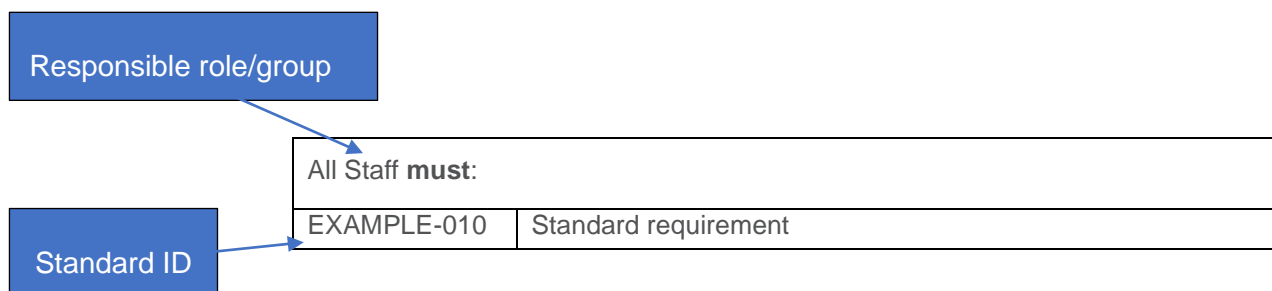 Responsible role/group
All Staff must:
EXAMPLE-010 Standard requirement
Standard ID